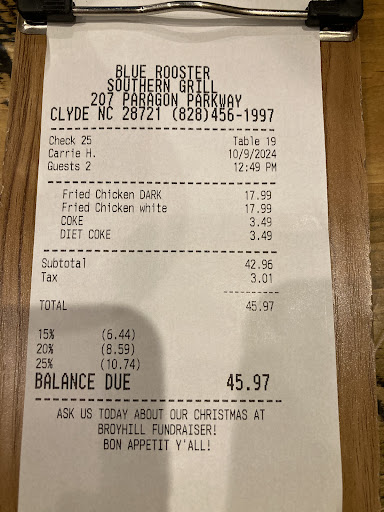 BLUE ROOSTER
SOUTHERN GRILL
207 PARAGON PARKWAY
CLYDE NC 28721 (828)456-1997
Check 25 Table 19
Carrie H. 10/9/2024
Guests 2 12:49 PM
Fried Chicken DARK 17.99
Fried Chicken white 17.99
COKE 3.49
DIET COKE 3.49
Subtotal 42.96
Tax 3.01
TOTAL 45.97
15% (6.44)
20% (8.59)
25% (10.74)
BALANCE DUE 45.97
ASK US TODAY ABOUT OUR CHRISTMAS AT
BROYHILL FUNDRAISER!
BON APPETIT Y'ALL!